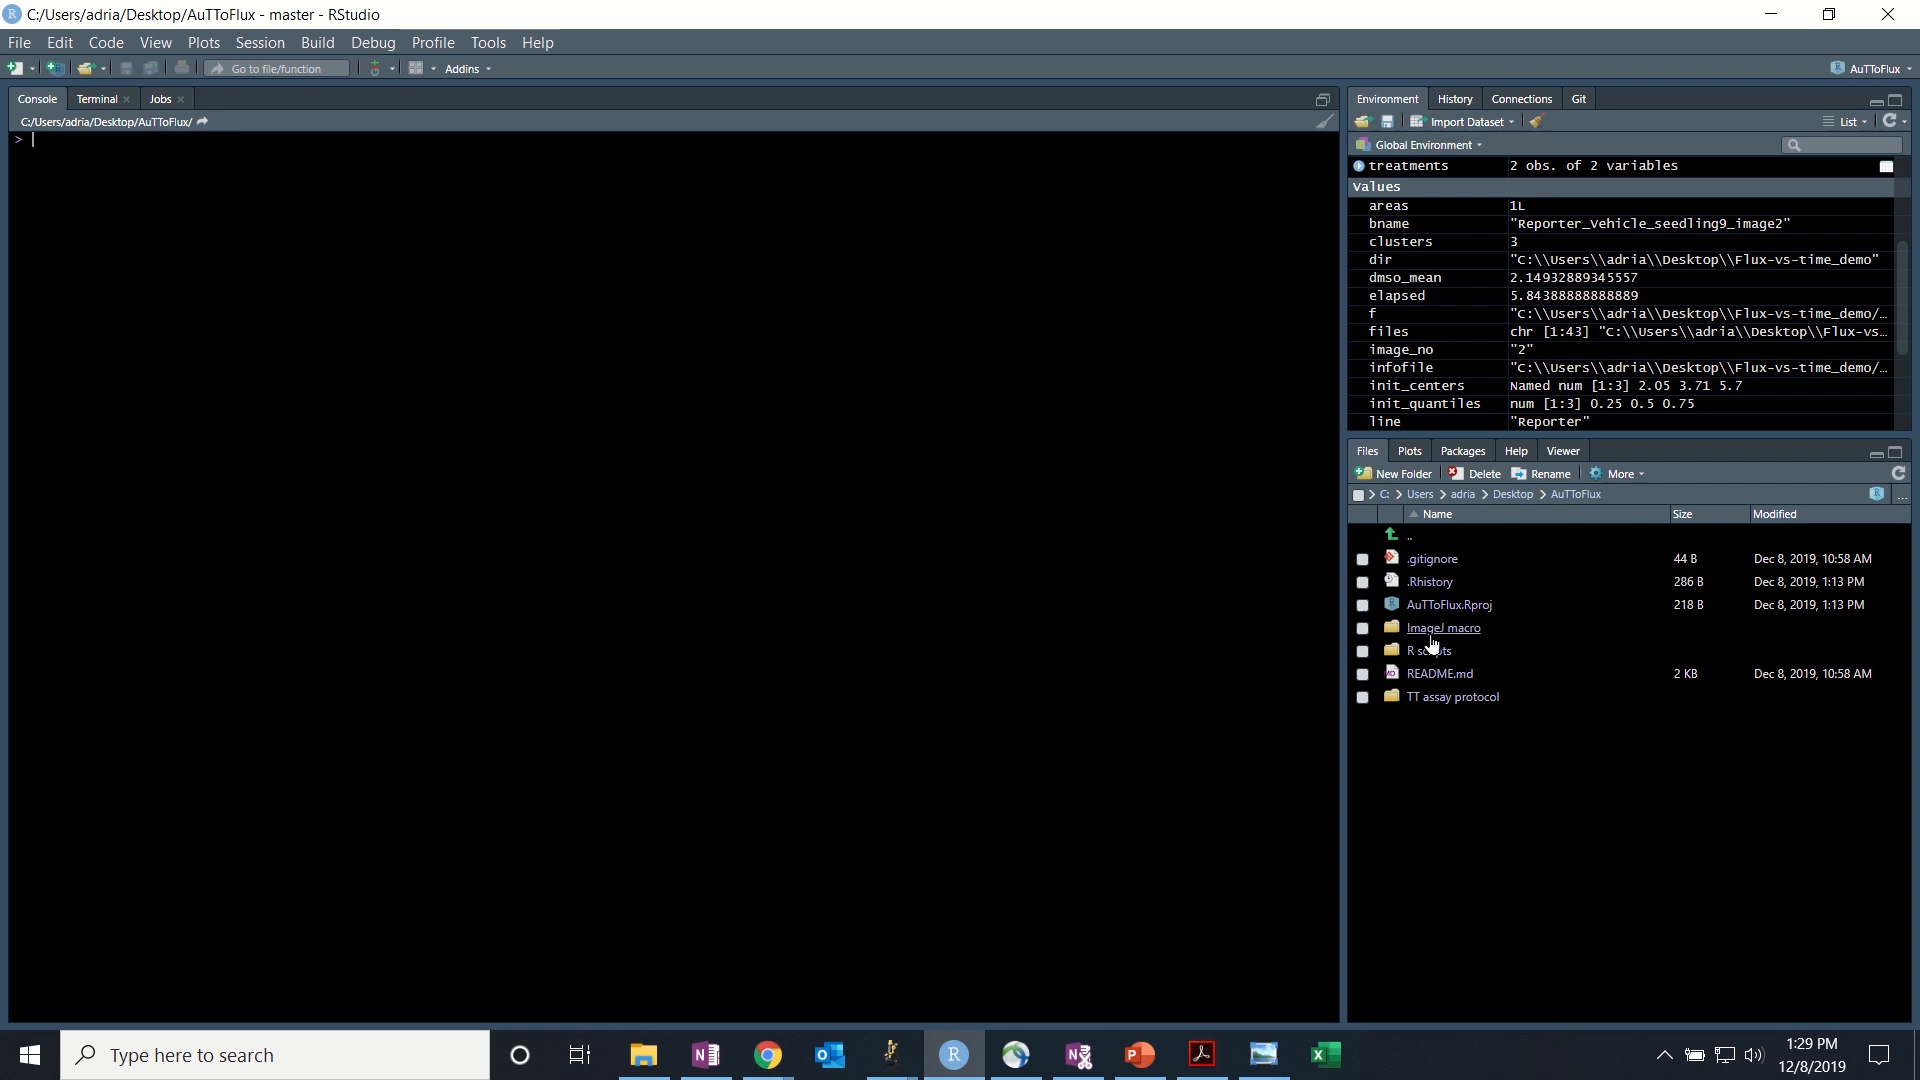 C:/Users/adria/Desktop/AuTToFlux - master - RStudio
File Edit Code View Plots Session Build Debug Profile Tools Help
Go to file/function Addins AuTToFlux
Console Terminal Jobs
C:/Users/adria/Desktop/AuTToFlux/
>
Environment History Connections Git
Import Dataset List
Global Environment
treatments 2 obs. of 2 variables
values
areas 1L
bname "Reporter_Vehicle_seedling9_image2"
clusters 3
dir "C:\\Users\\adria\\Desktop\\Flux-vs-time_demo"
dmso_mean 2.14932889345557
elapsed 5.84388888888889
f "C:\\Users\\adria\\Desktop\\Flux-vs-time_demo/…
files chr [1:43] "C:\\Users\\adria\\Desktop\\Flux-vs…
image_no "2"
infofile "C:\\Users\\adria\\Desktop\\Flux-vs-time_demo/…
init_centers Named num [1:3] 2.05 3.71 5.7
init_quantiles num [1:3] 0.25 0.5 0.75
line "Reporter"
Files Plots Packages Help Viewer
New Folder Delete Rename More
C: > Users > adria > Desktop > AuTToFlux ...
Name Size Modified
..
.gitignore 44 B Dec 8, 2019, 10:58 AM
.Rhistory 286 B Dec 8, 2019, 1:13 PM
AuTToFlux.Rproj 218 B Dec 8, 2019, 1:13 PM
ImageJ macro
R scripts
README.md 2 KB Dec 8, 2019, 10:58 AM
TT assay protocol
Type here to search
1:29 PM
12/8/2019